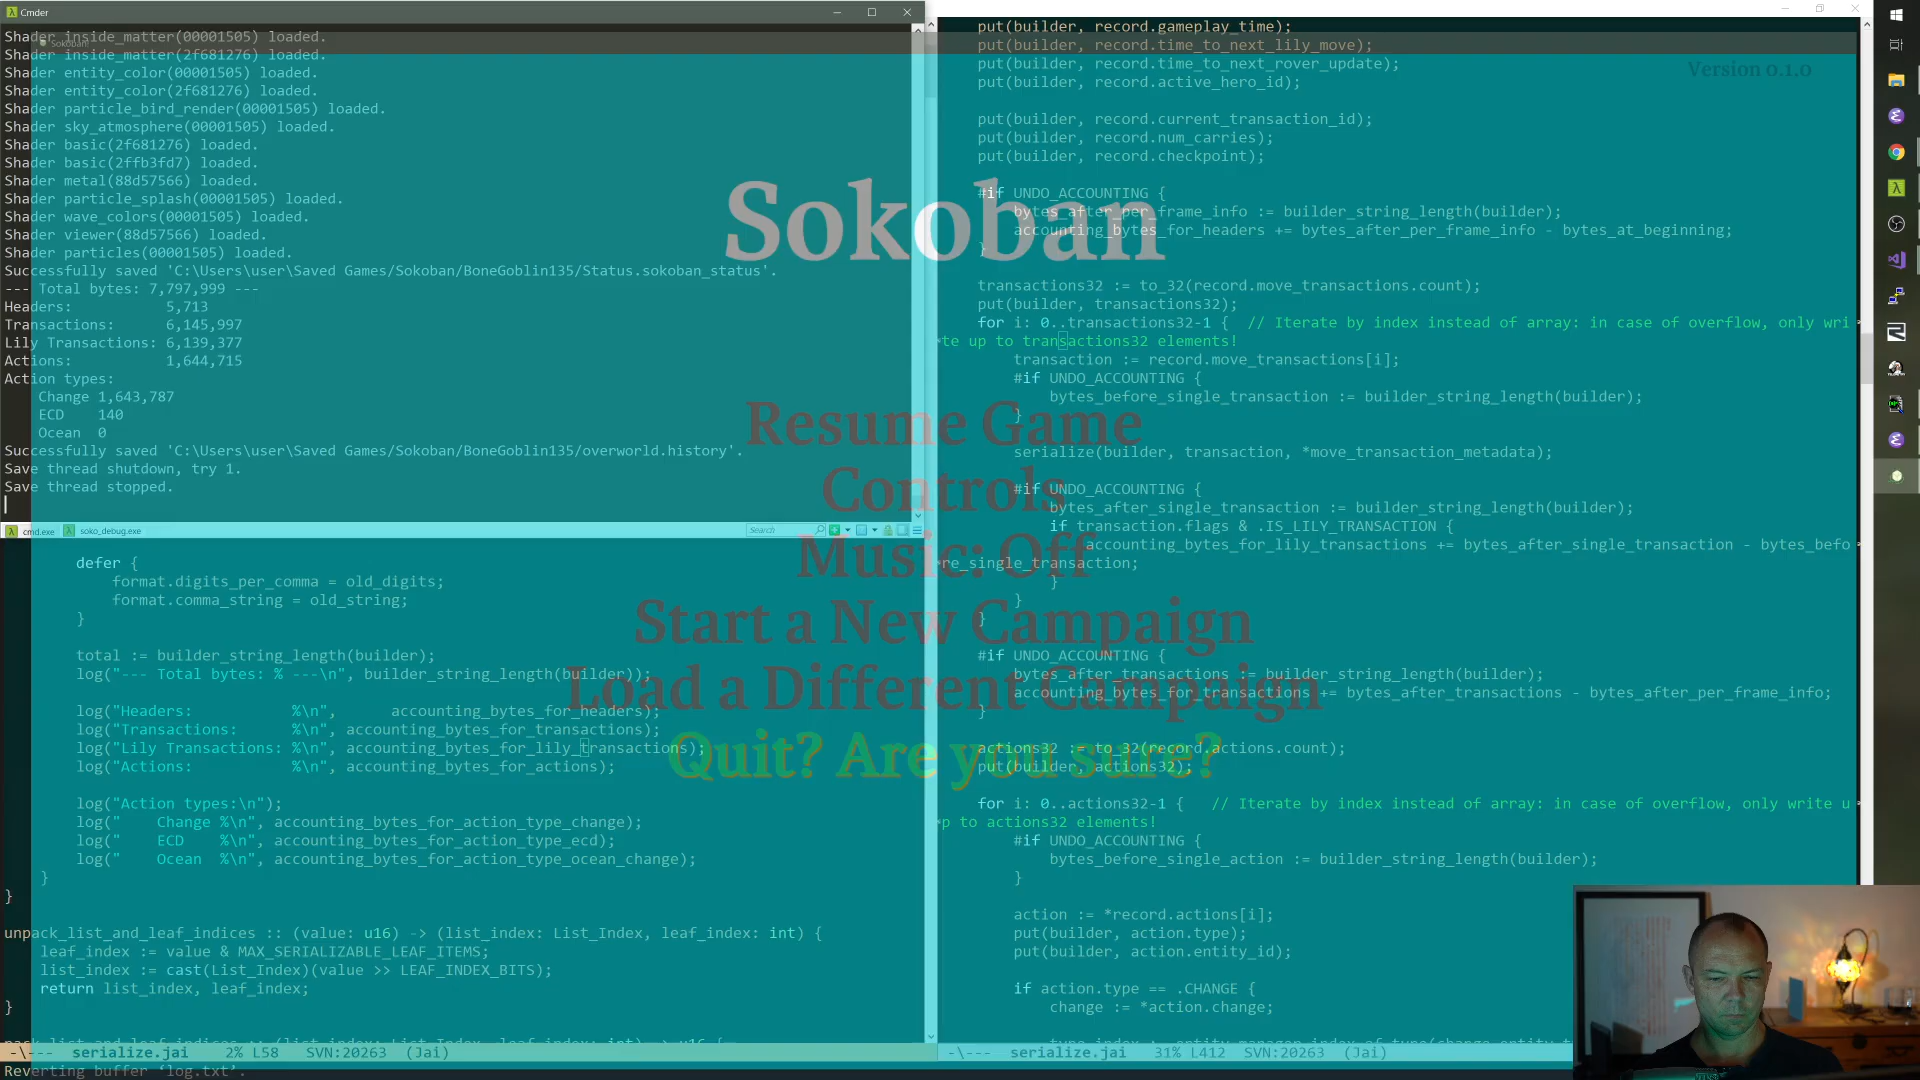 Cmder
Shader inside_matter(00001505) loaded.
Sokoban
Shader inside_matter(2f681276) loaded.
Shader entity_color(00001505) loaded.
Shader entity_color(2f681276) loaded.
Shader particle_bird_render(00001505) loaded.
Shader sky_atmosphere(00001505) loaded.
Shader basic(2f681276) loaded.
Shader basic(2ffb3fd7) loaded.
Shader metal(88d57566) loaded.
Shader particle_splash(00001505) loaded.
Shader wave_colors(00001505) loaded.
Shader viewer(88d57566) loaded.
Shader particles(00001505) loaded.
Successfully saved 'C:\Users\user\Saved Games/Sokoban/BoneGoblin135/Status.sokoban_status'.
--- Total bytes: 7,797,999 ---
Headers: 5,713
Transactions: 6,145,997
Lily Transactions: 6,139,377
Actions: 1,644,715
Action types:
Change 1,643,787
ECD 140
Ocean 0
Successfully saved 'C:\Users\user\Saved Games/Sokoban/BoneGoblin135/overworld.history'.
Save thread shutdown, try 1.
Save thread stopped.
cmd.exe soko_debug.exe Search
defer {
format.digits_per_comma = old_digits;
format.comma_string = old_string;
}
total := builder_string_length(builder);
log("--- Total bytes: % ---\n", builder_string_length(builder));
log("Headers: %\n", accounting_bytes_for_headers);
log("Transactions: %\n", accounting_bytes_for_transactions);
log("Lily Transactions: %\n", accounting_bytes_for_lily_transactions);
log("Actions: %\n", accounting_bytes_for_actions);
log("Action types:\n");
log(" Change %\n", accounting_bytes_for_action_type_change);
log(" ECD %\n", accounting_bytes_for_action_type_ecd);
log(" Ocean %\n", accounting_bytes_for_action_type_ocean_change);
}
}
unpack_list_and_leaf_indices :: (value: u16) -> (list_index: List_Index, leaf_index: int) {
leaf_index := value & MAX_SERIALIZABLE_LEAF_ITEMS;
list_index := cast(List_Index)(value >> LEAF_INDEX_BITS);
return list_index, leaf_index;
}
-\--- serialize.jai 2% L58 SVN:20263 (Jai)
Reverting buffer 'log.txt'.
put(builder, record.gameplay_time);
put(builder, record.time_to_next_lily_move);
put(builder, record.time_to_next_rover_update);
put(builder, record.active_hero_id);
Version 0.1.0
put(builder, record.current_transaction_id);
put(builder, record.num_carries);
put(builder, record.checkpoint);
#if UNDO_ACCOUNTING {
bytes_after_per_frame_info := builder_string_length(builder);
accounting_bytes_for_headers += bytes_after_per_frame_info - bytes_at_beginning;
}
transactions32 := to_32(record.move_transactions.count);
put(builder, transactions32);
for i: 0..transactions32-1 { // Iterate by index instead of array: in case of overflow, only wri
te up to transactions32 elements!
transaction := record.move_transactions[i];
#if UNDO_ACCOUNTING {
bytes_before_single_transaction := builder_string_length(builder);
}
serialize(builder, transaction, *move_transaction_metadata);
#if UNDO_ACCOUNTING {
bytes_after_single_transaction := builder_string_length(builder);
if transaction.flags & .IS_LILY_TRANSACTION {
accounting_bytes_for_lily_transactions += bytes_after_single_transaction - bytes_befo
re_single_transaction;
}
}
}
#if UNDO_ACCOUNTING {
bytes_after_transactions := builder_string_length(builder);
accounting_bytes_for_transactions += bytes_after_transactions - bytes_after_per_frame_info;
}
actions32 := to_32(record.actions.count);
put(builder, actions32);
for i: 0..actions32-1 { // Iterate by index instead of array: in case of overflow, only write u
p to actions32 elements!
#if UNDO_ACCOUNTING {
bytes_before_single_action := builder_string_length(builder);
}
action := *record.actions[i];
put(builder, action.type);
put(builder, action.entity_id);
if action.type == .CHANGE {
change := *action.change;
-\--- serialize.jai 31% L412 SVN:20263 (Jai)
Sokoban
Resume Game
Controls
Music: Off
Start a New Campaign
Load a Different Campaign
Quit? Are you sure?